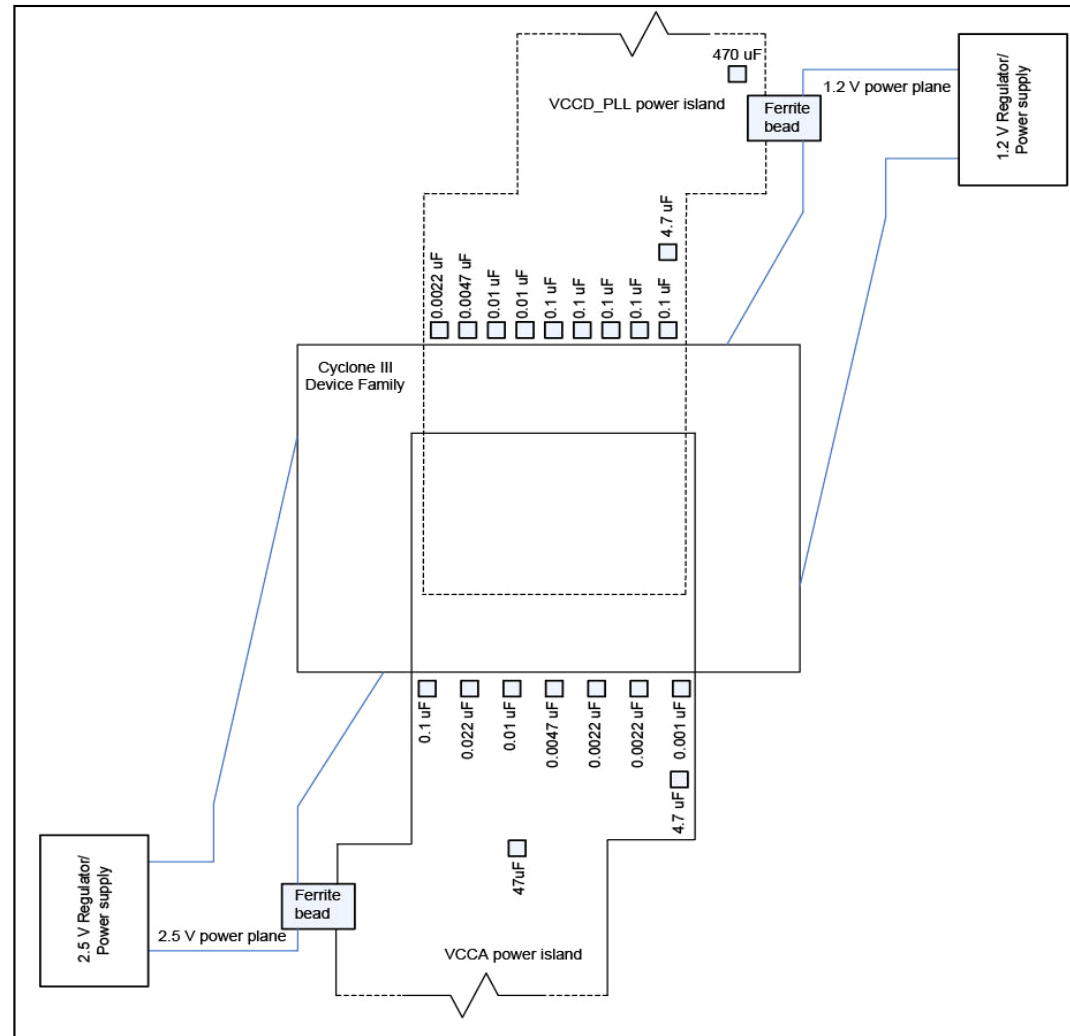 470 uF
VCCD_PLL power island
Ferrite
bead
1.2 V power plane
1.2 V Regulator/
Power supply
4.7 uF
0.0022 uF
0.0047 uF
0.01 uF
0.01 uF
0.1 uF
0.1 uF
0.1 uF
0.1 uF
0.1 uF
Cyclone III
Device Family
0.1 uF
0.022 uF
0.01 uF
0.0047 uF
0.0022 uF
0.0022 uF
0.001 uF
4.7 uF
47uF
2.5 V Regulator/
Power supply
Ferrite
bead
2.5 V power plane
VCCA power island